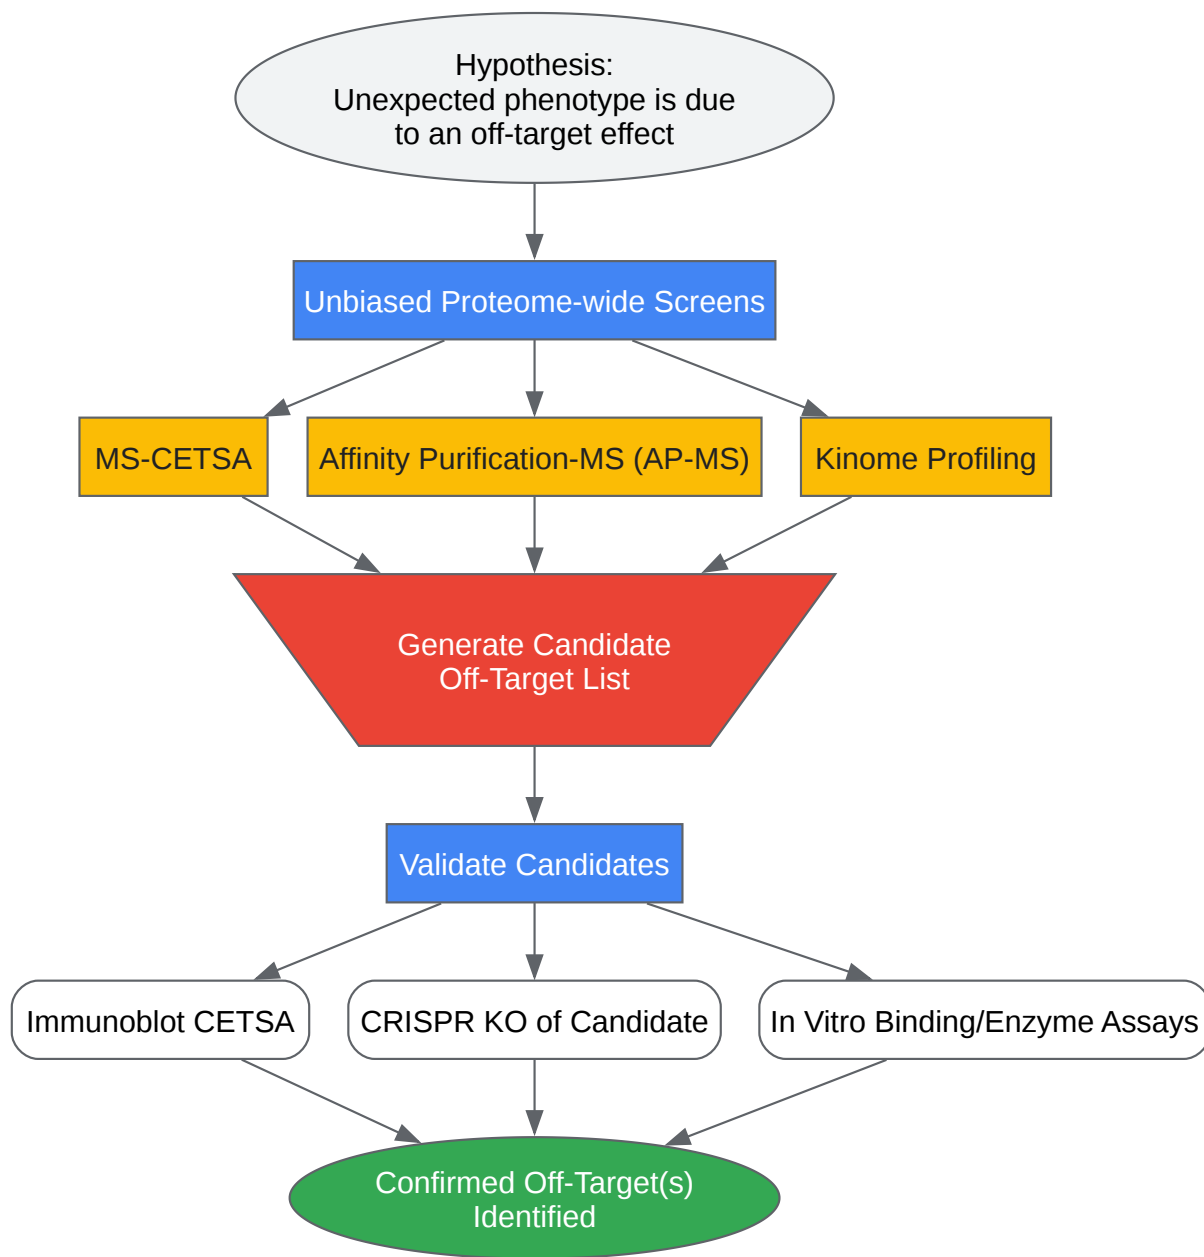 Hypothesis:
Unexpected phenotype is due
to an off-target effect
Unbiased Proteome-wide Screens
MS-CETSA
Affinity Purification-MS (AP-MS)
Kinome Profiling
Generate Candidate
Off-Target List
Validate Candidates
Immunoblot CETSA
CRISPR KO of Candidate
In Vitro Binding/Enzyme Assays
Confirmed Off-Target(s)
Identified